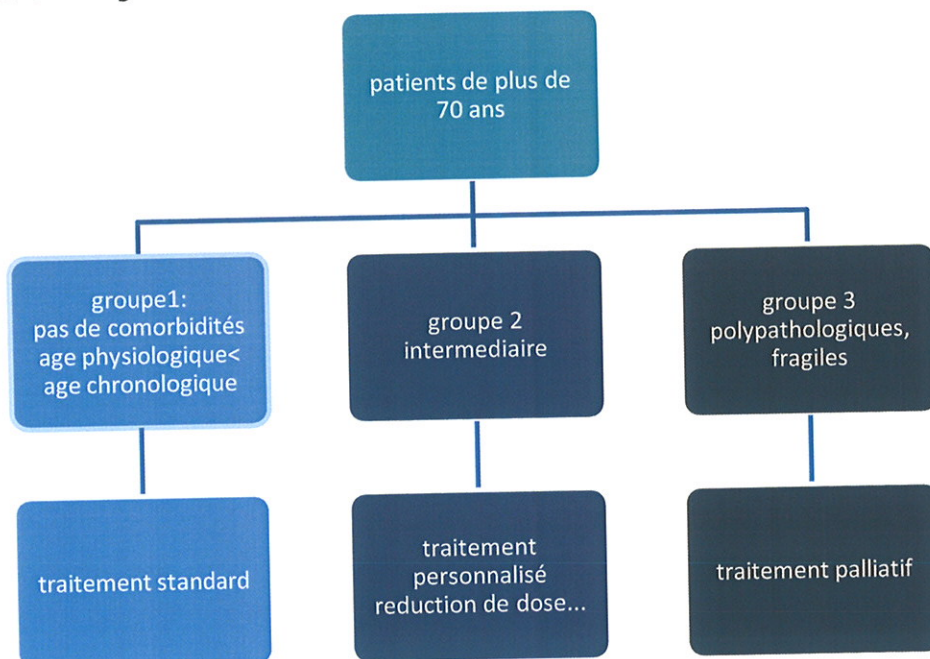 patients de plus de
70 ans
groupe1:
pas de comorbidités
age physiologique<
age chronologique
groupe 2
intermediaire
groupe 3
polypathologiques,
fragiles
traitement standard
traitement
personnalisé
reduction de dose...
traitement palliatif